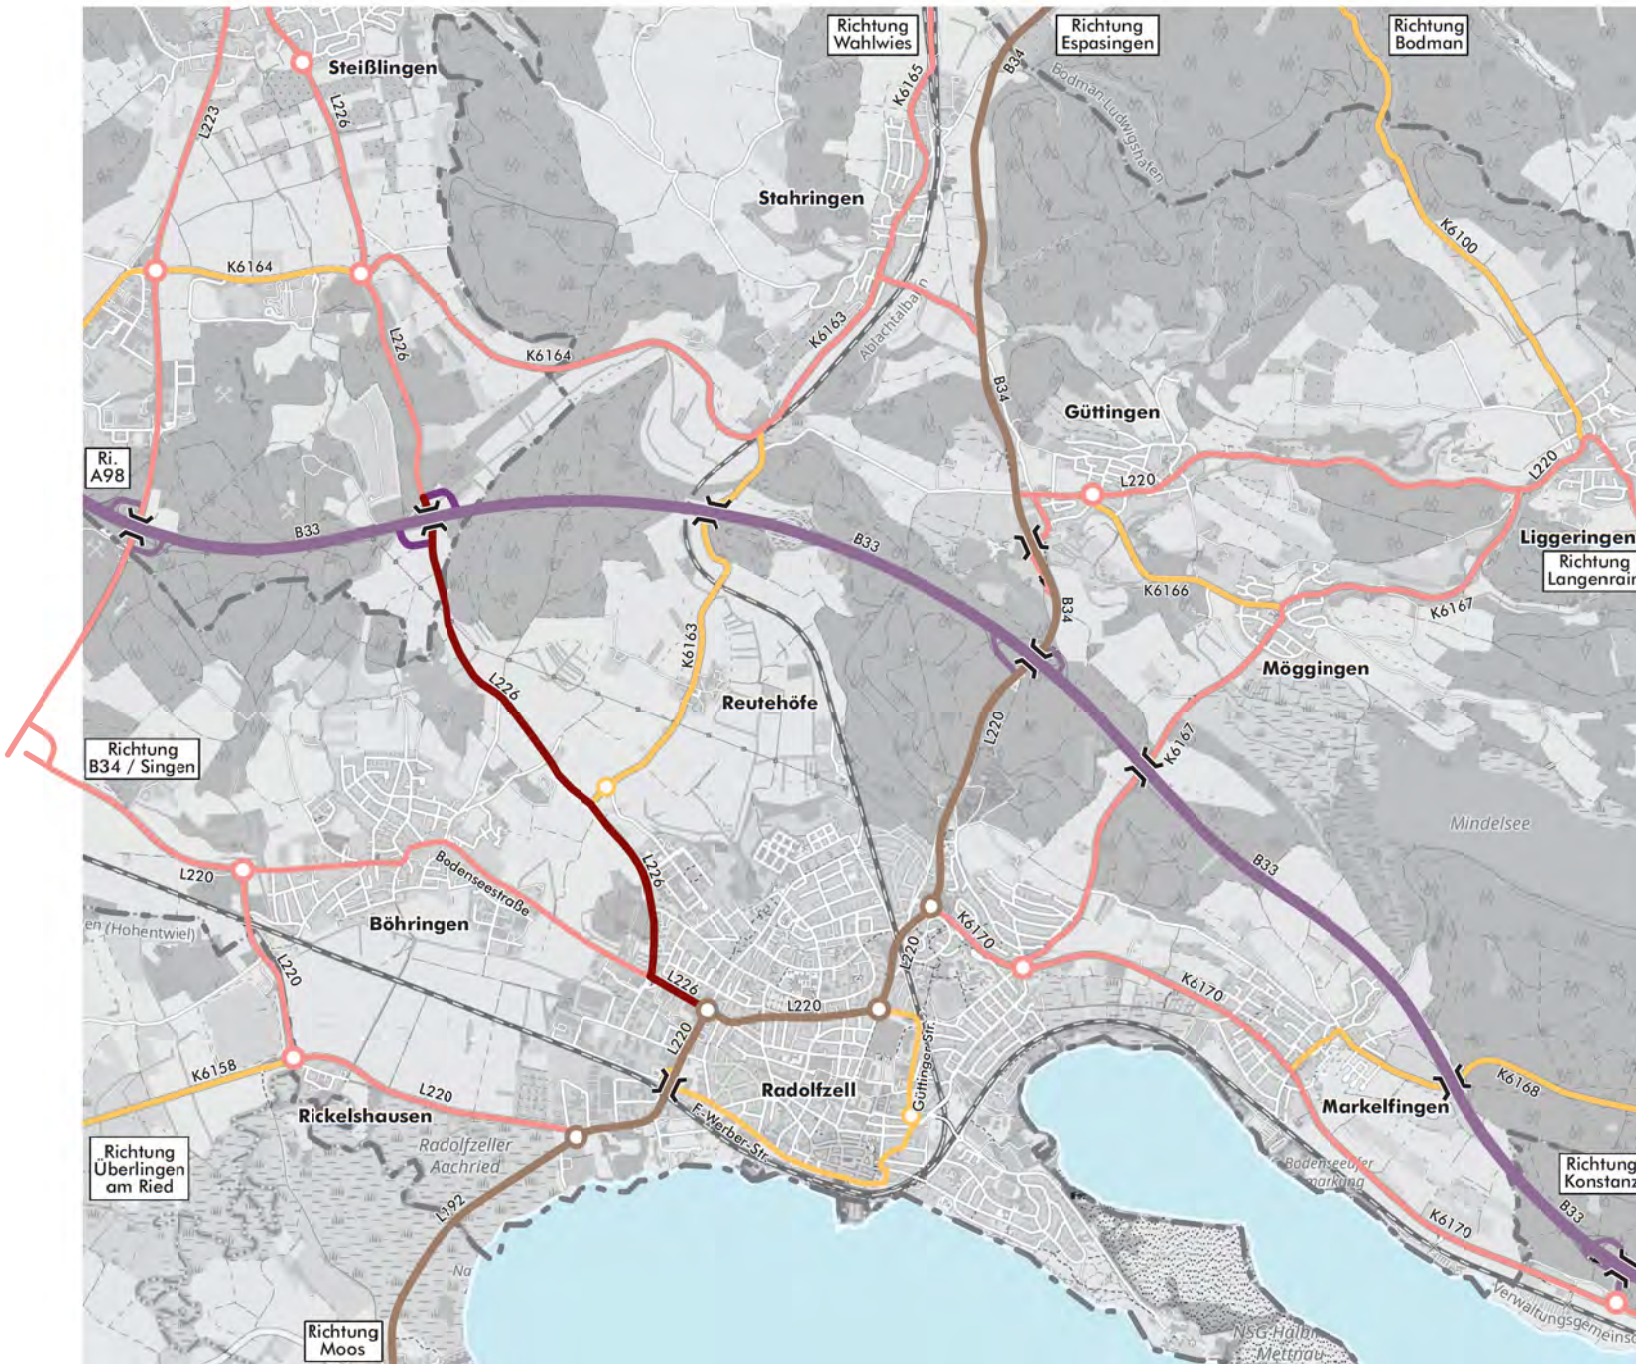 Richtung
Wahlwies
Richtung
Espasingen
Richtung
Bodman
Steißlingen
B34
Bodman-Ludwigshafen
K6165
L223
L226
Stahringen
K6100
K6164
Ablachtalbahn
K6163
L226
K6164
B34
Güttingen
Ri.
A98
L220
L220
B33
B33
Liggeringen
Richtung
Langenrain
K6166
K6167
B34
K6163
Möggingen
L226
Reutehöfe
L220
K6167
Richtung
B34 / Singen
Mindelsee
L226
B33
L220
Bodenseestraße
Böhringen
en (Hohentwiel)
K6170
L220
L220
L226
K6170
L220
L220
Güttinger Str.
K6158
L220
Radolfzell
K6168
Rickelshausen
Markelfingen
F.-Werber-Str.
Radolfzeller
Aachried
Richtung
Überlingen
am Ried
Bodenseeufer
markung
Richtung
Konstanz
L192
B33
K6170
Na
Verwaltungsgemeinsc
Richtung
Moos
NSG-Halbi
Mettnau